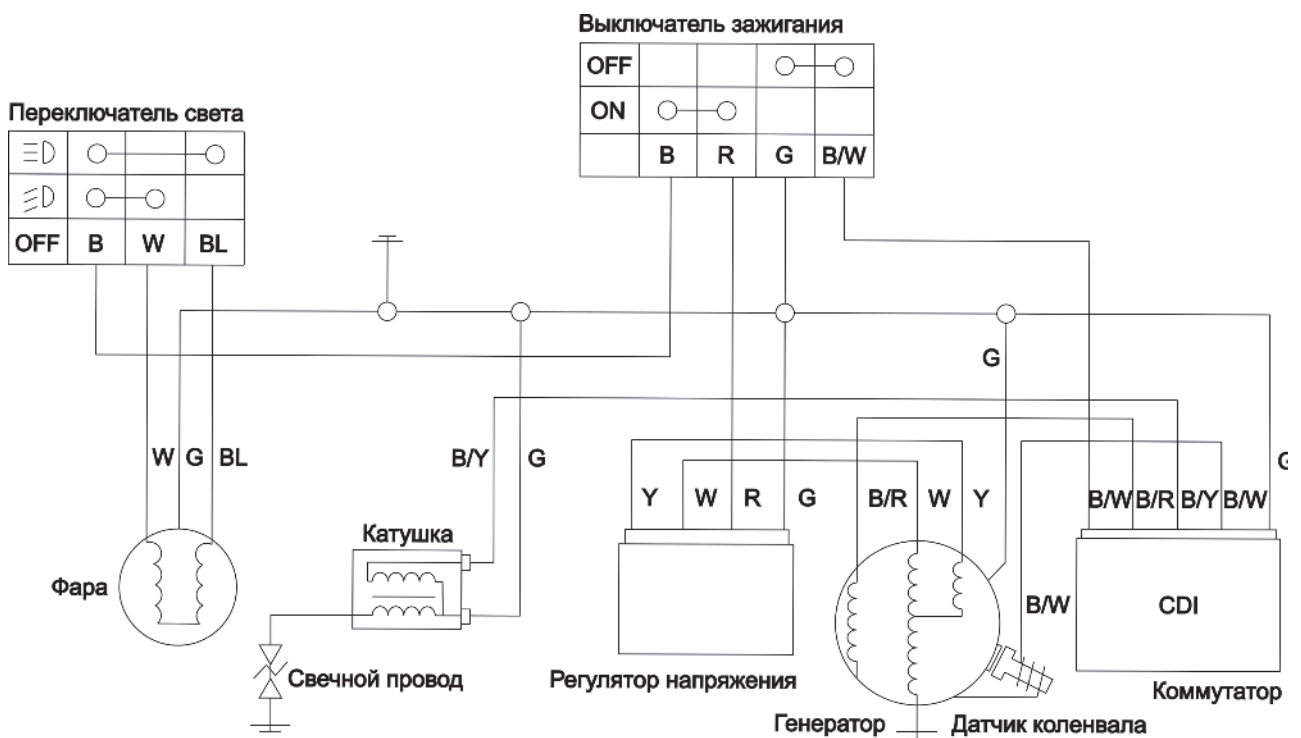 Выключатель зажигания
OFF
ON
B R G B/W
Переключатель света
OFF B W BL
G
W G BL
B/Y G
Y W R G B/R W Y
B/W B/R B/Y B/W
G
Катушка
Фара
B/W
CDI
Свечной провод
Регулятор напряжения
Коммутатор
Генератор
Датчик коленвала